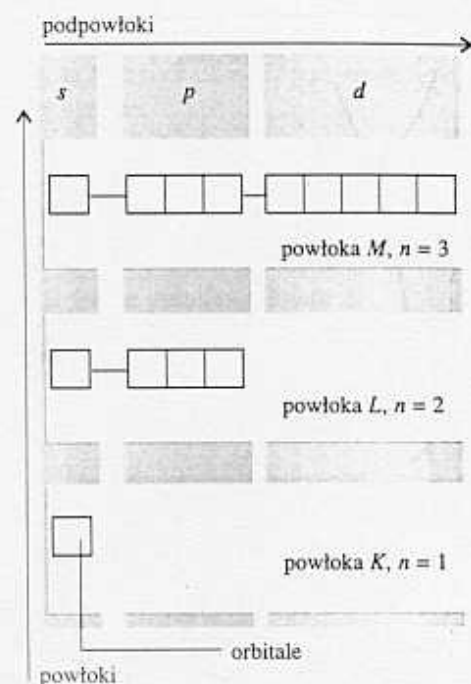 podpowłoki
s p d
powłoka M, n = 3
powłoka L, n = 2
powłoka K, n = 1
orbitale
powłoki